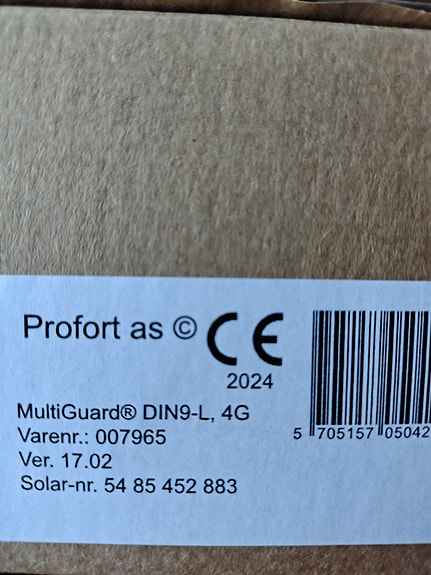 Profort as © CE
2024
MultiGuard® DIN9-L, 4G
Varenr.: 007965
Ver. 17.02
Solar-nr. 54 85 452 883
5 705157 05042